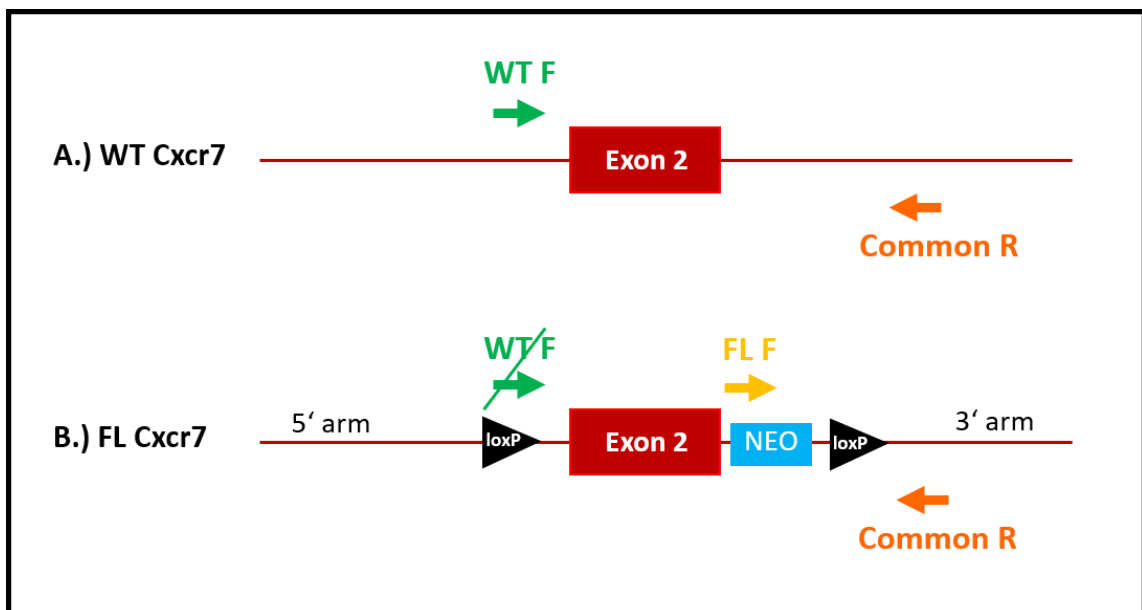 WT F
A.) WT Cxcr7
Exon 2
Common R
WT F
FL F
5‘ arm
3‘ arm
B.) FL Cxcr7
loxP
Exon 2
NEO
loxP
Common R